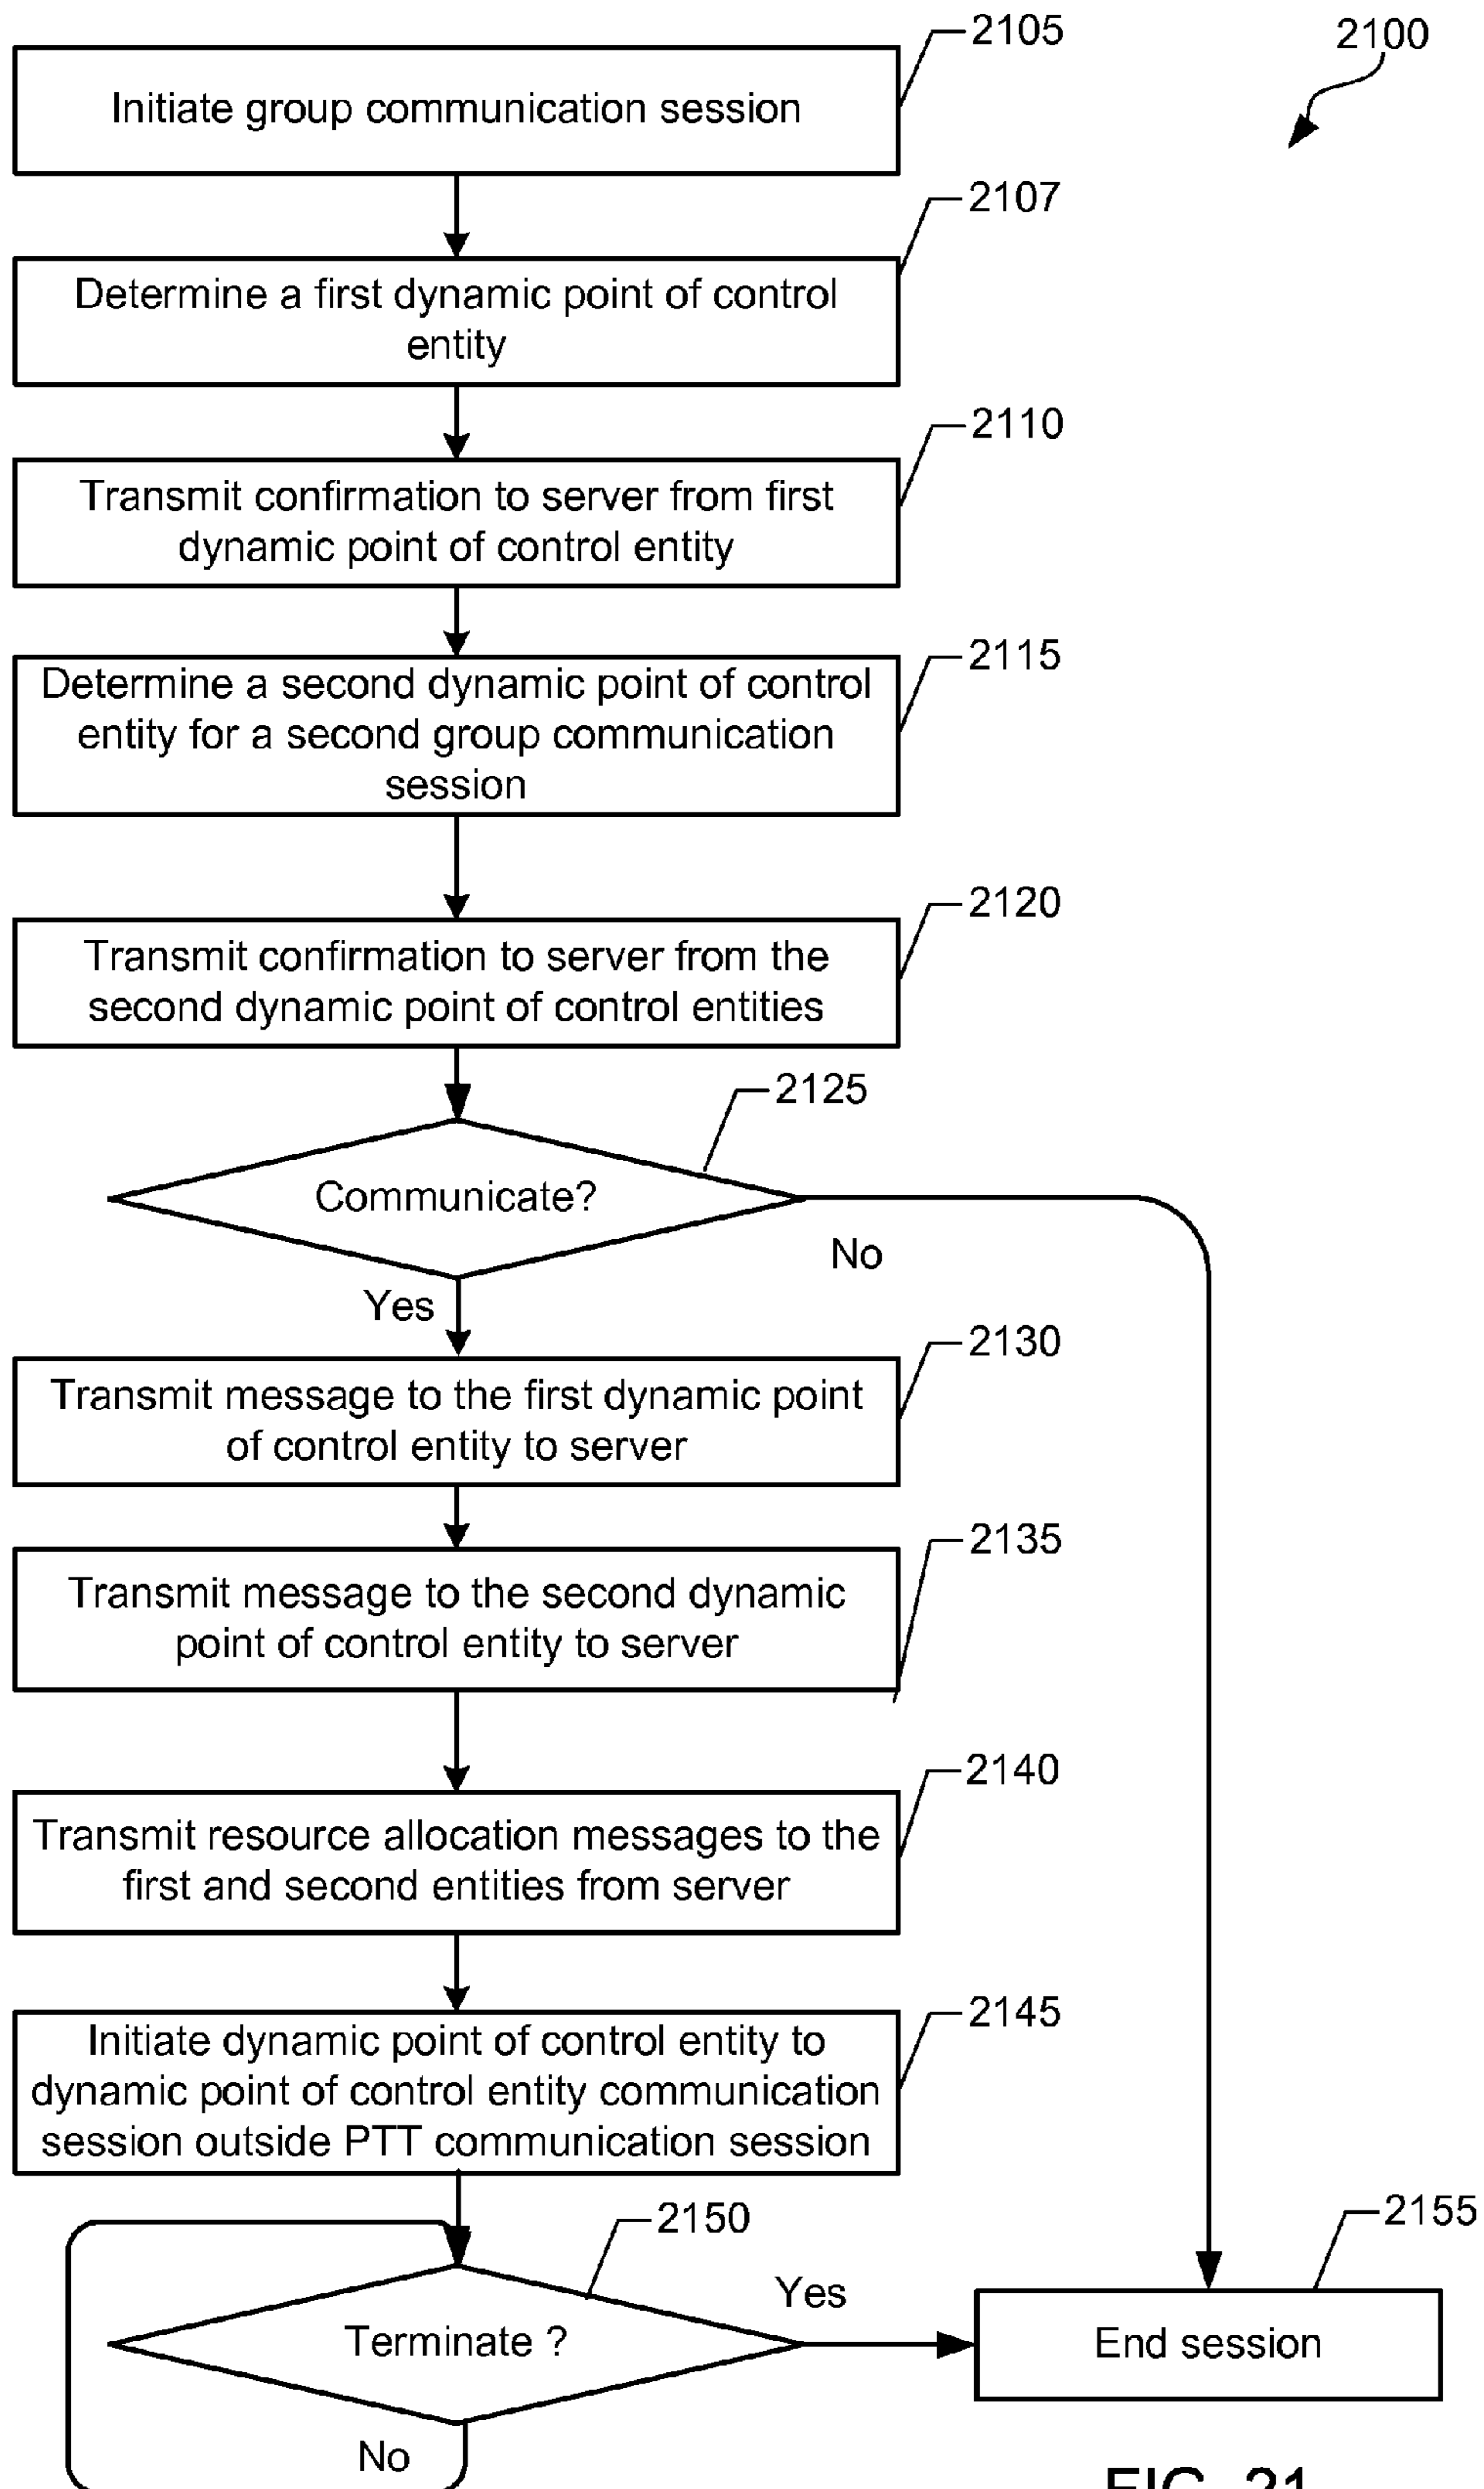 2105
2100
Initiate group communication session
2107
Determine a first dynamic point of control
entity
2110
Transmit confirmation to server from first
dynamic point of control entity
2115
Determine a second dynamic point of control
entity for a second group communication
session
2120
Transmit confirmation to server from the
second dynamic point of control entities
2125
Communicate?
No
Yes
2130
Transmit message to the first dynamic point
of control entity to server
2135
Transmit message to the second dynamic
point of control entity to server
2140
Transmit resource allocation messages to the
first and second entities from server
2145
Initiate dynamic point of control entity to
dynamic point of control entity communication
session outside PTT communication session
2150
2155
Yes
Terminate ?
End session
No
FIG. 21